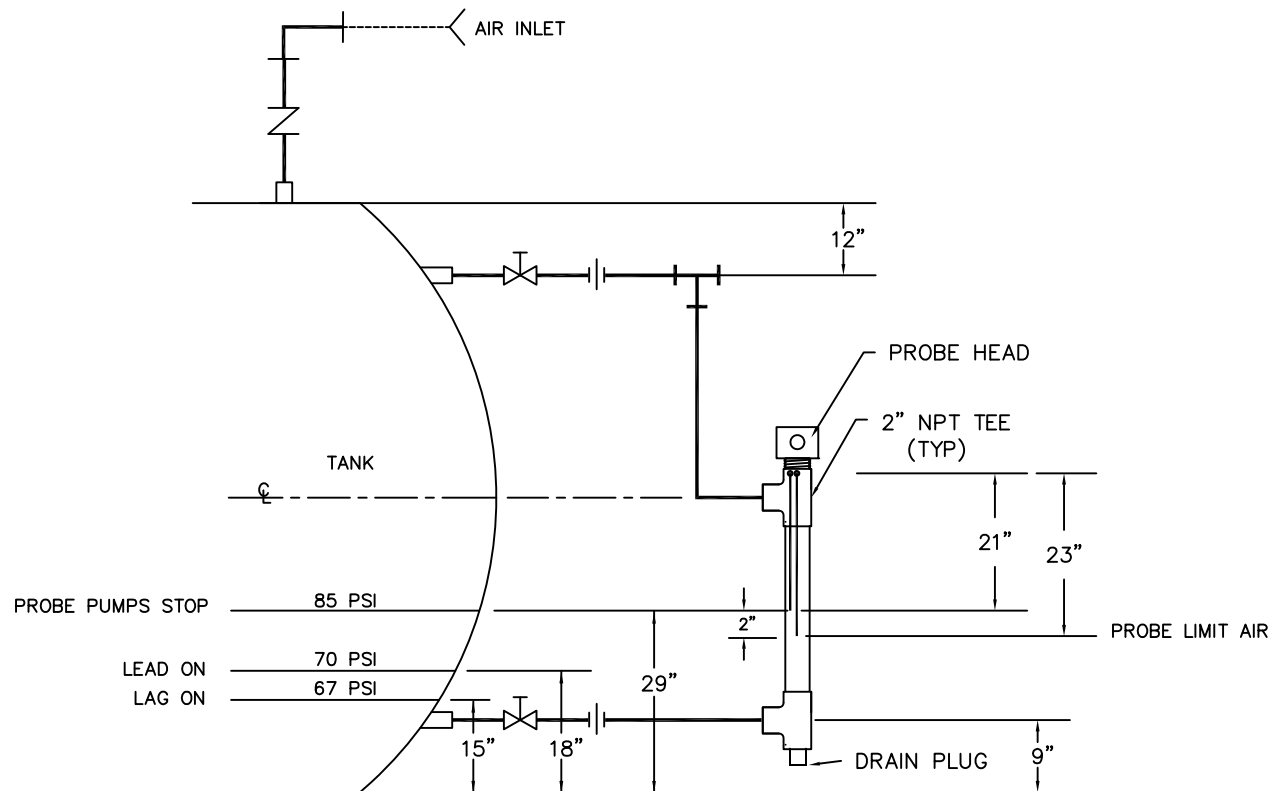 AIR INLET
12”
PROBE HEAD
2” NPT TEE
(TYP)
TANK
℄
21”
23”
PROBE PUMPS STOP
85 PSI
2”
PROBE LIMIT AIR
LEAD ON
70 PSI
29”
LAG ON
67 PSI
15”
18”
DRAIN PLUG
9”